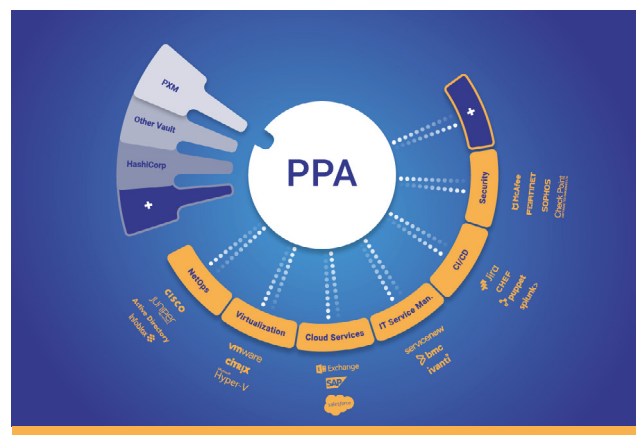 PXM
Other Vault
HashiCorp
+
PPA
+
Security
McAfee
FORTINET
SOPHOS
Check Point
CI/CD
Jira
CHEF
puppet
splunk>
IT Service Man.
servicenow
bmc
ivanti
Cloud Services
Exchange
SAP
salesforce
Virtualization
vmware
citrix
Hyper-V
NetOps
CISCO
JUNIPER
Active Directory
Infoblox